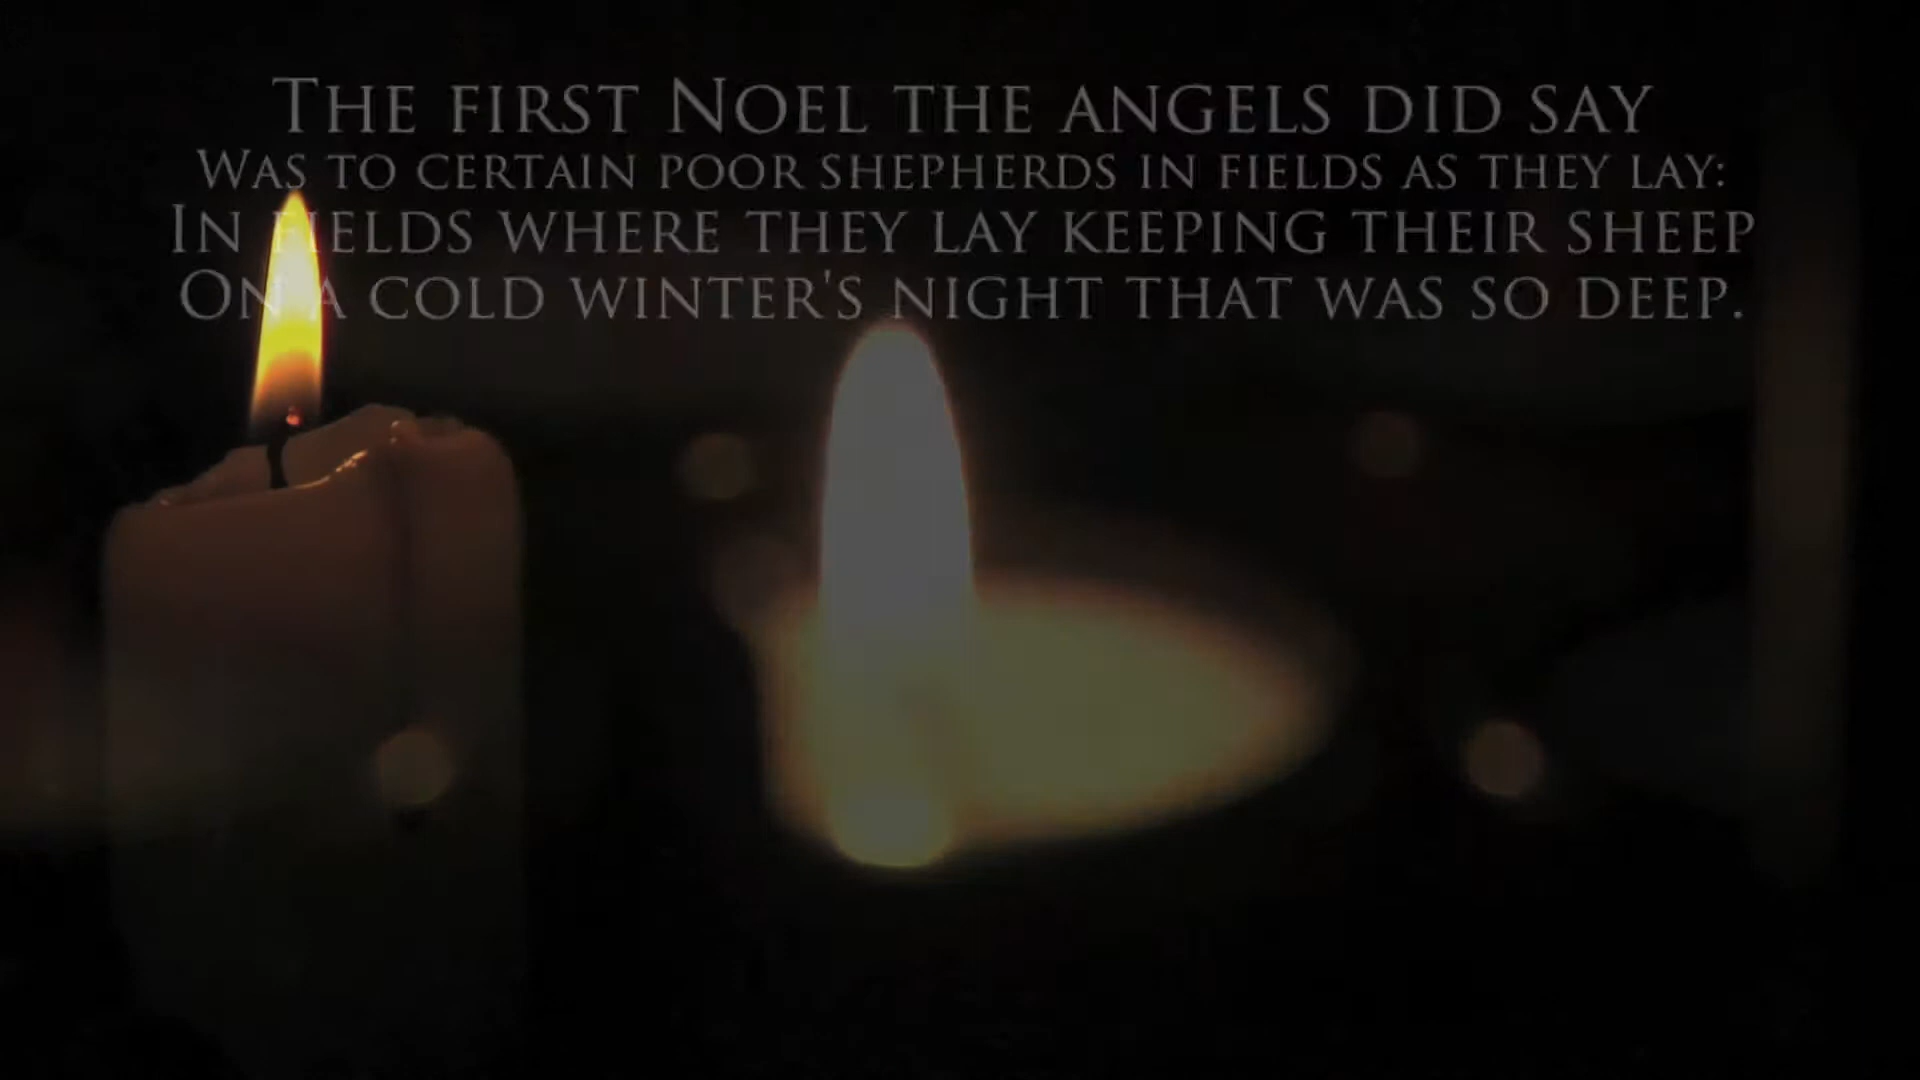 The first Noel the angels did say
Was to certain poor shepherds in fields as they lay:
In fields where they lay keeping their sheep
On a cold winter's night that was so deep.